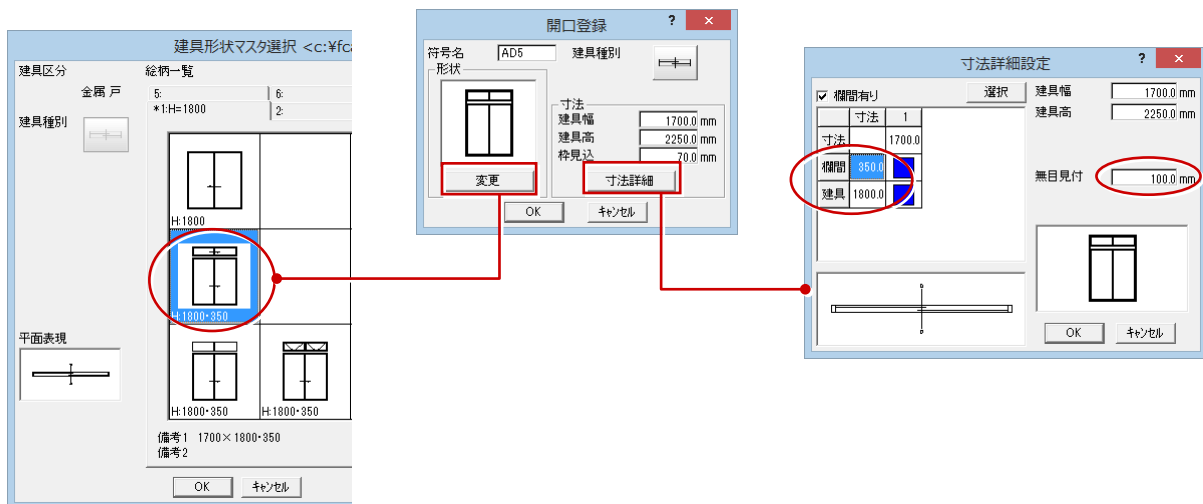 建具形状マスタ選択 <c:¥fca
建具区分
金属 戸
建具種別
平面表現
絵柄一覧
5:
6:
*1:H=1800
2:
H:1800
H:1800・350
H:1800・350
H:1800・350
備考1 1700×1800・350
備考2
OK
ｷｬﾝｾﾙ
開口登録
?
×
符号名
AD5
建具種別
形状
変更
寸法
建具幅 1700.0 mm
建具高 2250.0 mm
枠見込 70.0 mm
寸法詳細
OK
ｷｬﾝｾﾙ
寸法詳細設定
?
×
欄間有り
選択
寸法 1
寸法 1700.0
欄間 350.0
建具 1800.0
建具幅 1700.0 mm
建具高 2250.0 mm
無目見付 100.0 mm
OK
ｷｬﾝｾﾙ